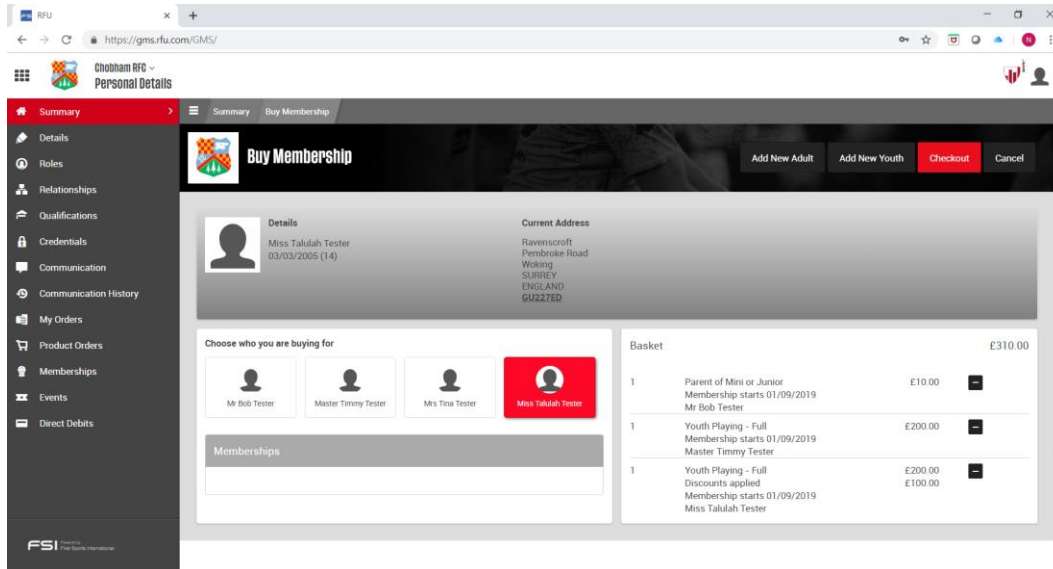 RFU
https://gms.rfu.com/GMS/
N
Chobham RFC
Personal Details
Summary
Details
Roles
Relationships
Qualifications
Credentials
Communication
Communication History
My Orders
Product Orders
Memberships
Events
Direct Debits
FSI
Summary Buy Membership
Buy Membership
Add New Adult Add New Youth Checkout Cancel
Details
Miss Talulah Tester
03/03/2005 (14)
Current Address
Ravenscroft
Pembroke Road
Woking
SURREY
ENGLAND
GU227ED
Choose who you are buying for
Mr Bob Tester Master Timmy Tester Mrs Tina Tester Miss Talulah Tester
Memberships
Basket £310.00
1 Parent of Mini or Junior £10.00
Membership starts 01/09/2019
Mr Bob Tester
1 Youth Playing - Full £200.00
Membership starts 01/09/2019
Master Timmy Tester
1 Youth Playing - Full £200.00
Discounts applied £100.00
Membership starts 01/09/2019
Miss Talulah Tester